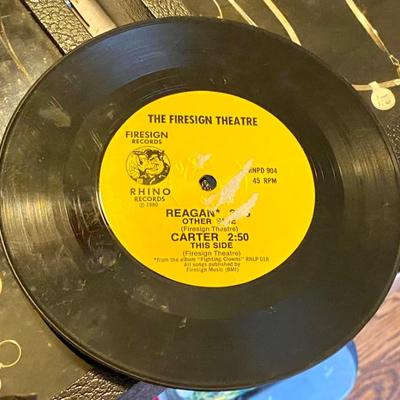 THE FIRESIGN THEATRE
FIRESIGN
RECORDS
RNPD 904
45 RPM
RHINO
RECORDS
© 1980
REAGAN*
OTHER
(Firesign Theatre)
CARTER 2:50
THIS SIDE
(Firesign Theatre)
*from the album "Fighting Clowns" RNLP 018
All songs published by
Firesign Music (BMI)